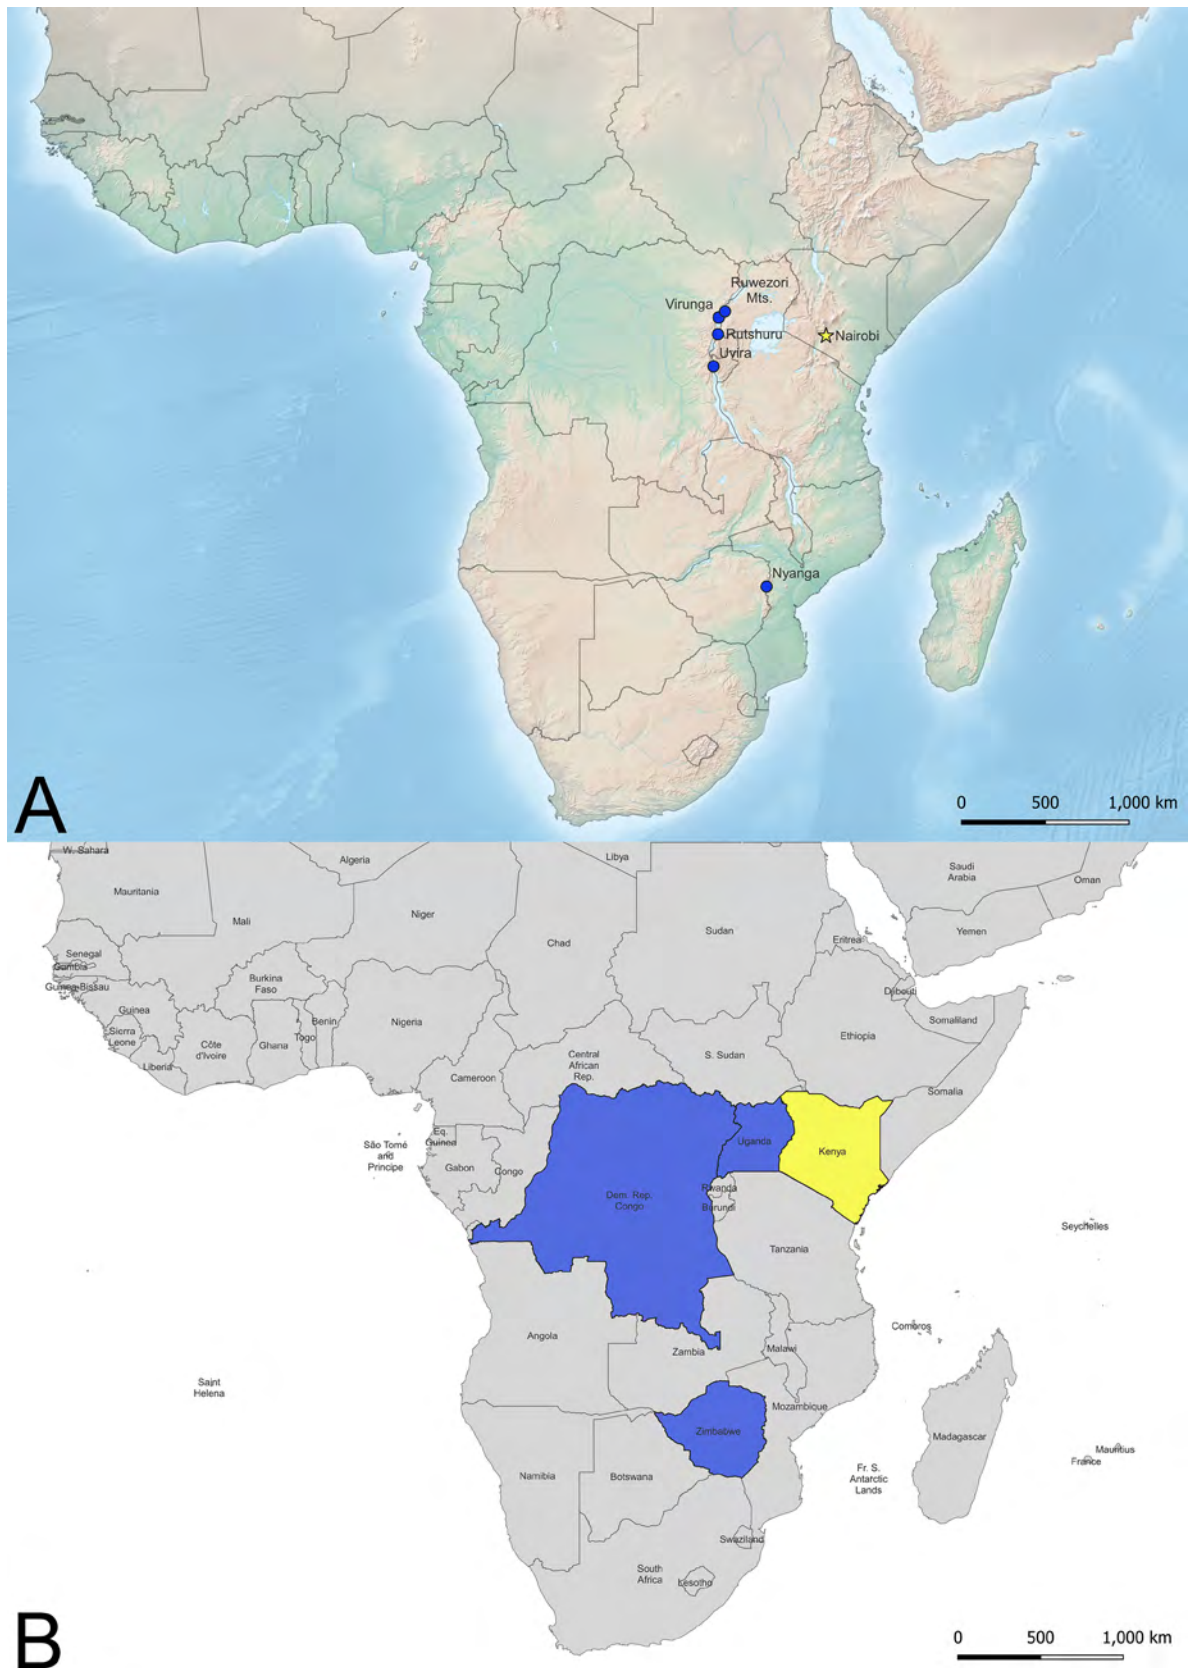 Ruwezori
Mts.
Virunga
Rutshuru
Nairobi
Uvira
Nyanga
A
0 500 1,000 km
W. Sahara
Algeria
Libya
Saudi
Arabia
Oman
Mauritania
Mali
Niger
Chad
Sudan
Eritrea
Yemen
Senegal
Gambia
Guinea-Bissau
Burkina
Faso
Djibouti
Guinea
Sierra
Leone
Liberia
Côte
d'Ivoire
Ghana
Togo
Benin
Nigeria
Ethiopia
Somaliland
Central
African
Rep.
S. Sudan
Cameroon
Somalia
São Tomé
and
Principe
Eq.
Guinea
Gabon
Congo
Uganda
Kenya
Dem. Rep.
Congo
Rwanda
Burundi
Tanzania
Seychelles
Angola
Zambia
Malawi
Comoros
Saint
Helena
Mozambique
Zimbabwe
Madagascar
Mauritius
France
Namibia
Botswana
Fr. S.
Antarctic
Lands
Swaziland
South
Africa
Lesotho
B
0 500 1,000 km